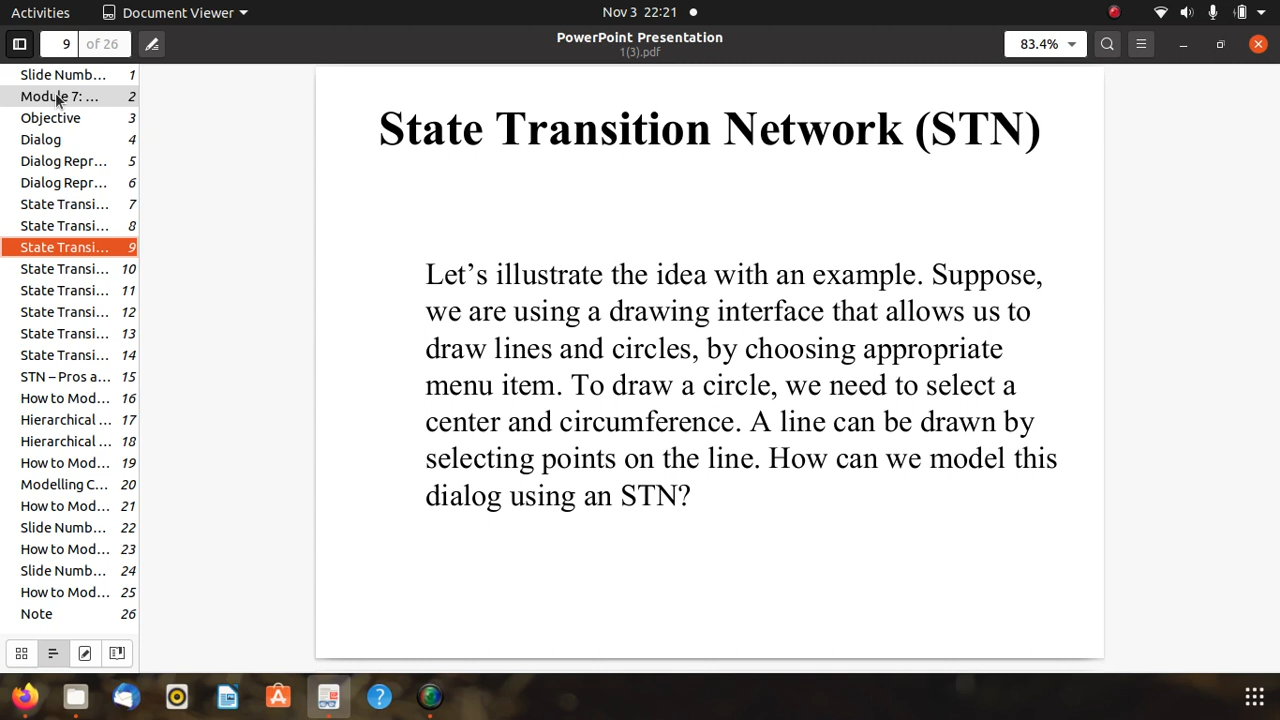 Activities
Document Viewer
Nov 3 22:21
9 of 26
PowerPoint Presentation
1(3).pdf
83.4%
Slide Numb... 1
Module 7: ... 2
Objective 3
Dialog 4
Dialog Repr... 5
Dialog Repr... 6
State Transi... 7
State Transi... 8
State Transi... 9
State Transi... 10
State Transi... 11
State Transi... 12
State Transi... 13
State Transi... 14
STN – Pros a... 15
How to Mod... 16
Hierarchical ... 17
Hierarchical ... 18
How to Mod... 19
Modelling C... 20
How to Mod... 21
Slide Numb... 22
How to Mod... 23
Slide Numb... 24
How to Mod... 25
Note 26
State Transition Network (STN)
Let’s illustrate the idea with an example. Suppose,
we are using a drawing interface that allows us to
draw lines and circles, by choosing appropriate
menu item. To draw a circle, we need to select a
center and circumference. A line can be drawn by
selecting points on the line. How can we model this
dialog using an STN?